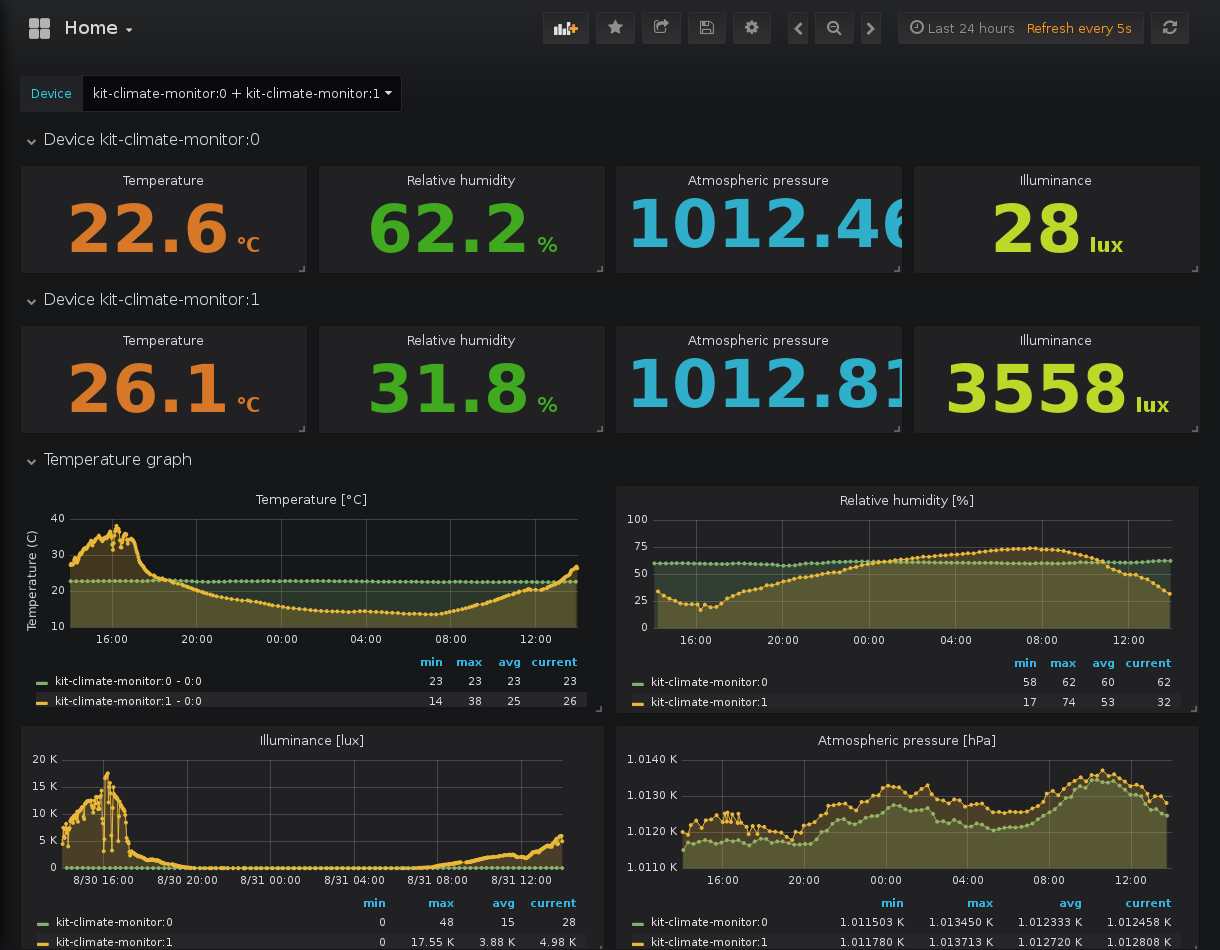 Home
Last 24 hours Refresh every 5s
Device kit-climate-monitor:0 + kit-climate-monitor:1
Device kit-climate-monitor:0
Temperature Relative humidity Atmospheric pressure Illuminance
22.6 °C 62.2 % 1012.46 28 lux
Device kit-climate-monitor:1
Temperature Relative humidity Atmospheric pressure Illuminance
26.1 °C 31.8 % 1012.81 3558 lux
Temperature graph
Temperature [°C]
Temperature (C)
40
30
20
10
16:00 20:00 00:00 04:00 08:00 12:00
min max avg current
kit-climate-monitor:0 - 0:0 23 23 23 23
kit-climate-monitor:1 - 0:0 14 38 25 26
Relative humidity [%]
100
75
50
25
0
16:00 20:00 00:00 04:00 08:00 12:00
min max avg current
kit-climate-monitor:0 58 62 60 62
kit-climate-monitor:1 17 74 53 32
Illuminance [lux]
20 K
15 K
10 K
5 K
0
8/30 16:00 8/30 20:00 8/31 00:00 8/31 04:00 8/31 08:00 8/31 12:00
min max avg current
kit-climate-monitor:0 0 48 15 28
kit-climate-monitor:1 0 17.55 K 3.88 K 4.98 K
Atmospheric pressure [hPa]
1.0140 K
1.0130 K
1.0120 K
1.0110 K
16:00 20:00 00:00 04:00 08:00 12:00
min max avg current
kit-climate-monitor:0 1.011503 K 1.013450 K 1.012333 K 1.012458 K
kit-climate-monitor:1 1.011780 K 1.013713 K 1.012720 K 1.012808 K